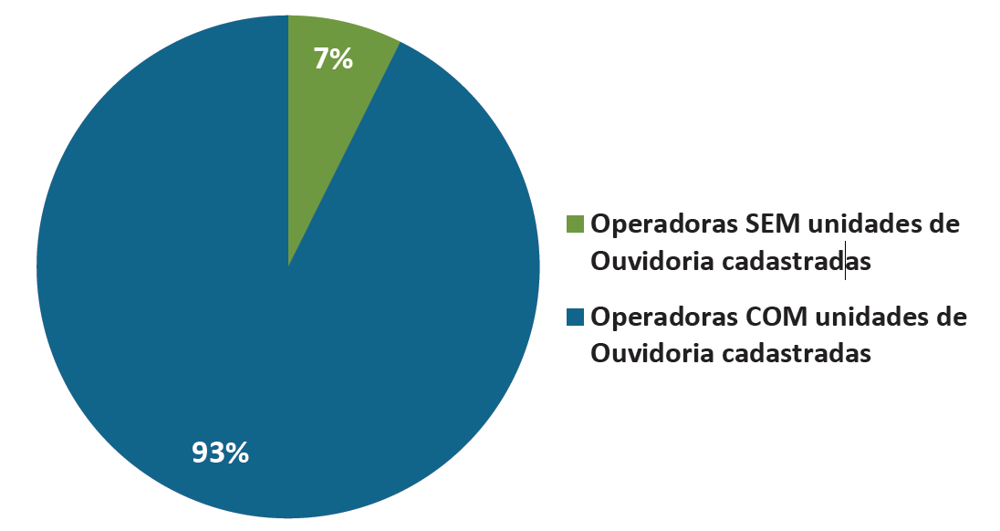 7%
Operadoras SEM unidades de
Ouvidoria cadastradas
Operadoras COM unidades de
Ouvidoria cadastradas
93%